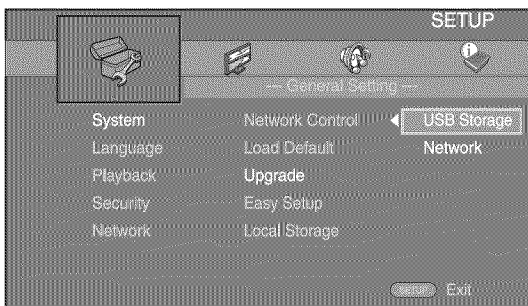 SETUP
--- General Setting ---
System
Network Control
USB Storage
Language
Load Default
Network
Playback
Upgrade
Security
Easy Setup
Network
Local Storage
SETUP Exit